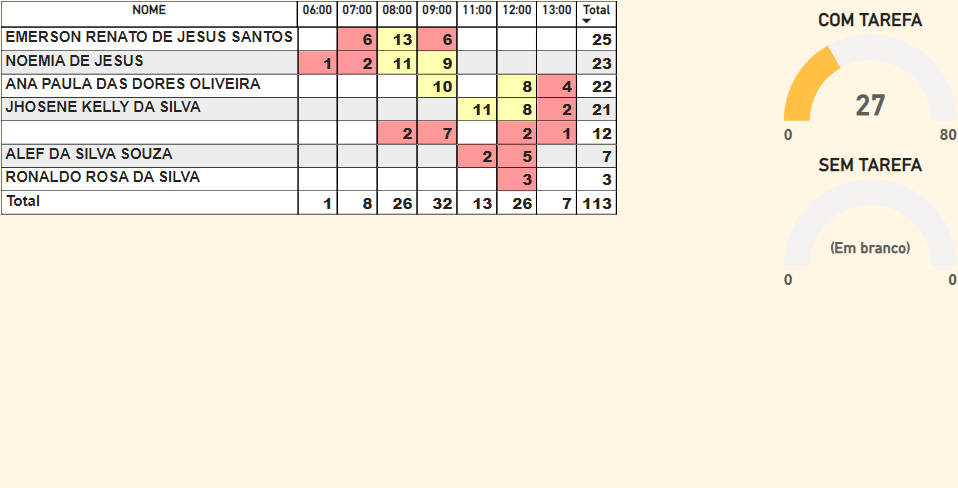 NOME 06:00 07:00 08:00 09:00 11:00 12:00 13:00 Total
EMERSON RENATO DE JESUS SANTOS 6 13 6 25
NOEMIA DE JESUS 1 2 11 9 23
ANA PAULA DAS DORES OLIVEIRA 10 8 4 22
JHOSENE KELLY DA SILVA 11 8 2 21
2 7 2 1 12
ALEF DA SILVA SOUZA 2 5 7
RONALDO ROSA DA SILVA 3 3
Total 1 8 26 32 13 26 7 113
COM TAREFA
27
0 80
SEM TAREFA
(Em branco)
0 0